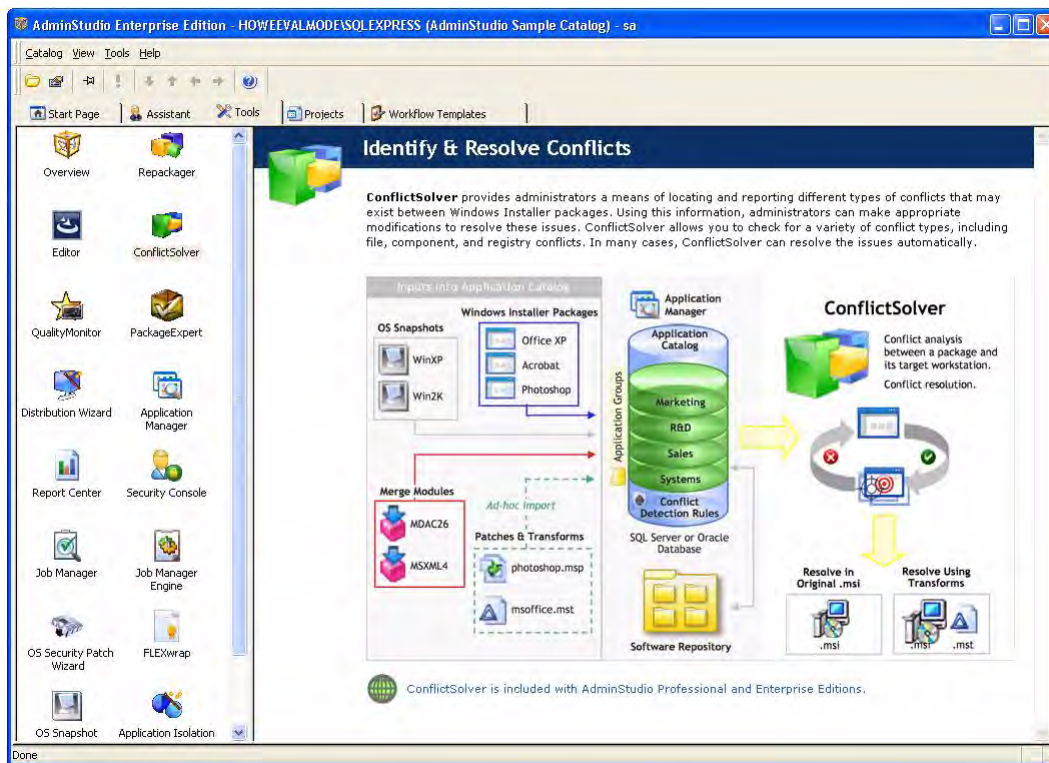 AdminStudio Enterprise Edition - HOWEEVALMODE\SQLEXPRESS (AdminStudio Sample Catalog) - sa
Catalog View Tools Help
Start Page Assistant Tools Projects Workflow Templates
Overview Repackager
Editor ConflictSolver
QualityMonitor PackageExpert
Distribution Wizard Application
Manager
Report Center Security Console
Job Manager Job Manager
Engine
OS Security Patch
Wizard FLEXwrap
OS Snapshot Application Isolation
Identify & Resolve Conflicts
ConflictSolver provides administrators a means of locating and reporting different types of conflicts that may
exist between Windows Installer packages. Using this information, administrators can make appropriate
modifications to resolve these issues. ConflictSolver allows you to check for a variety of conflict types, including
file, component, and registry conflicts. In many cases, ConflictSolver can resolve the issues automatically.
Inputs into Application Catalog
OS Snapshots
WinXP
Win2K
Windows Installer Packages
Office XP
Acrobat
Photoshop
Merge Modules
MDAC26
MSXML4
Ad-hoc import
Patches & Transforms
photoshop.msp
msoffice.mst
Application
Manager
Application
Catalog
Application Groups
Marketing
R&D
Sales
Systems
Conflict
Detection Rules
SQL Server or Oracle
Database
Software Repository
ConflictSolver
Conflict analysis
between a package and
its target workstation.
Conflict resolution.
Resolve in
Original .msi
.msi
Resolve Using
Transforms
.msi .mst
ConflictSolver is included with AdminStudio Professional and Enterprise Editions.
Done